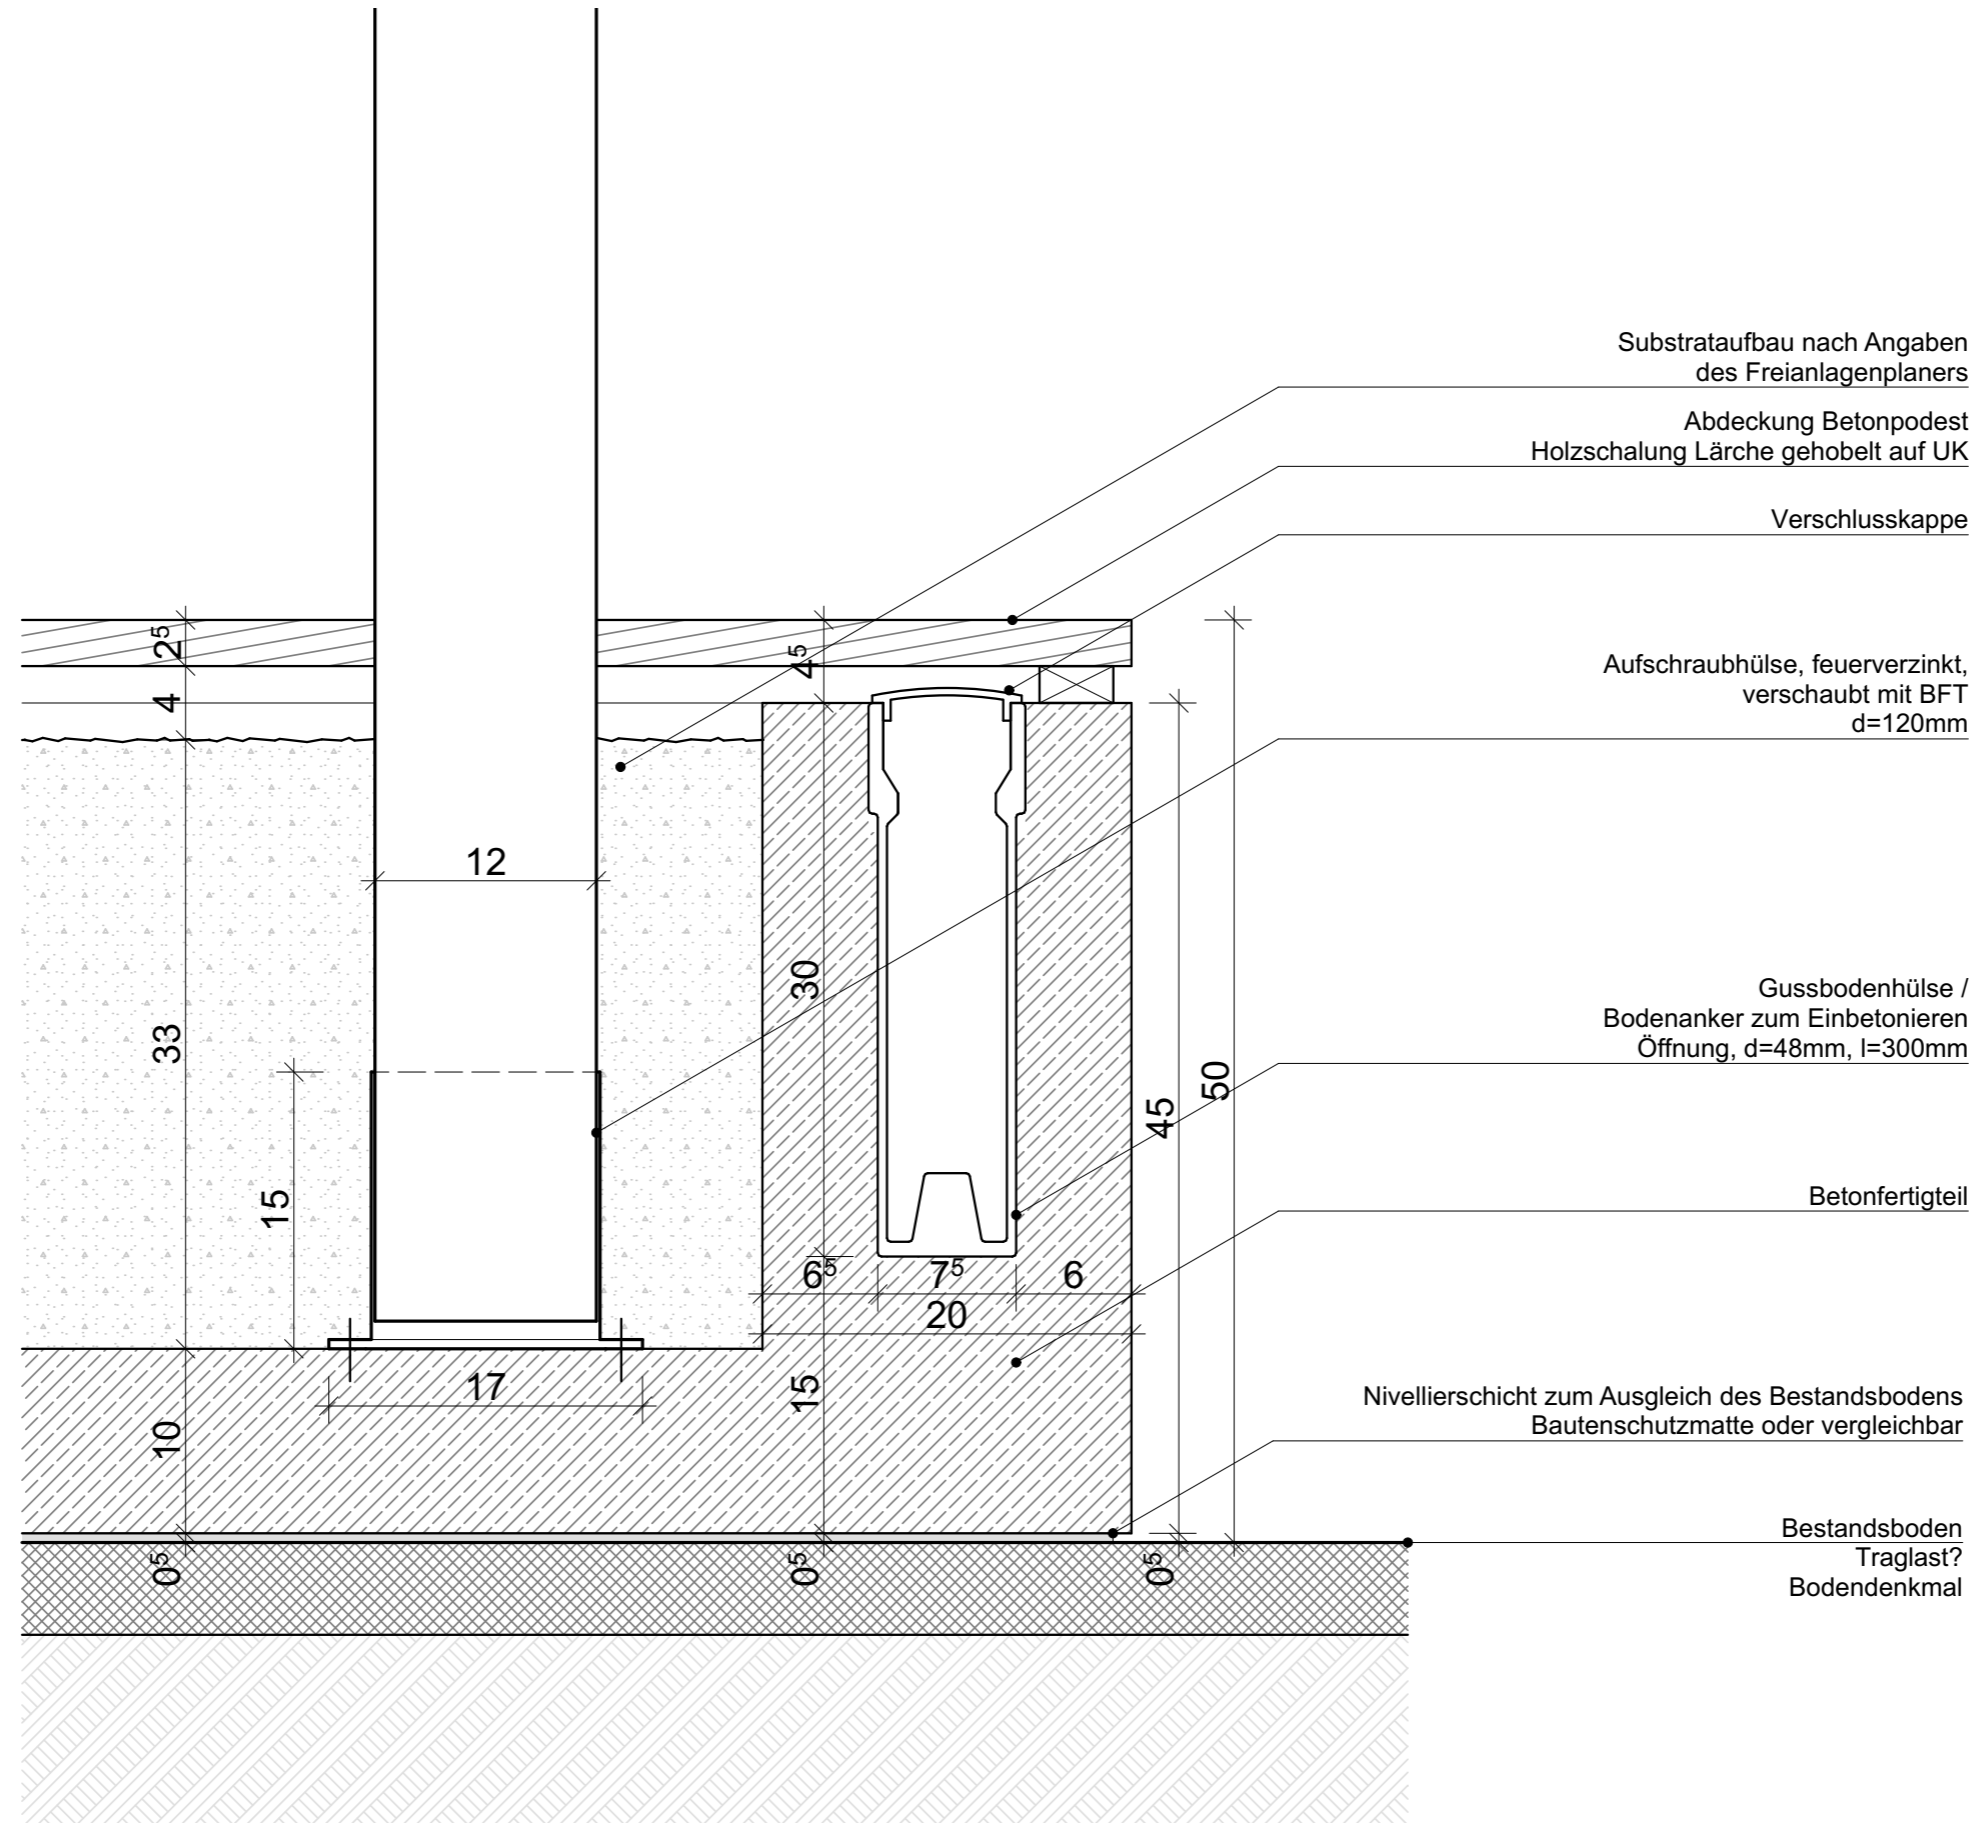 Substrataufbau nach Angaben
des Freianlagenplaners
Abdeckung Betonpodest
Holzschalung Lärche gehobelt auf UK
Verschlusskappe
Aufschraubhülse, feuerverzinkt,
verschaubt mit BFT
d=120mm
Gussbodenhülse /
Bodenanker zum Einbetonieren
Öffnung, d=48mm, l=300mm
Betonfertigteil
Nivellierschicht zum Ausgleich des Bestandsbodens
Bautenschutzmatte oder vergleichbar
Bestandsboden
Traglast?
Bodendenkmal
2⁵
4
33
10
0⁵
15
12
17
4⁵
30
15
0⁵
6⁵ 7⁵ 6
20
45
0⁵
50